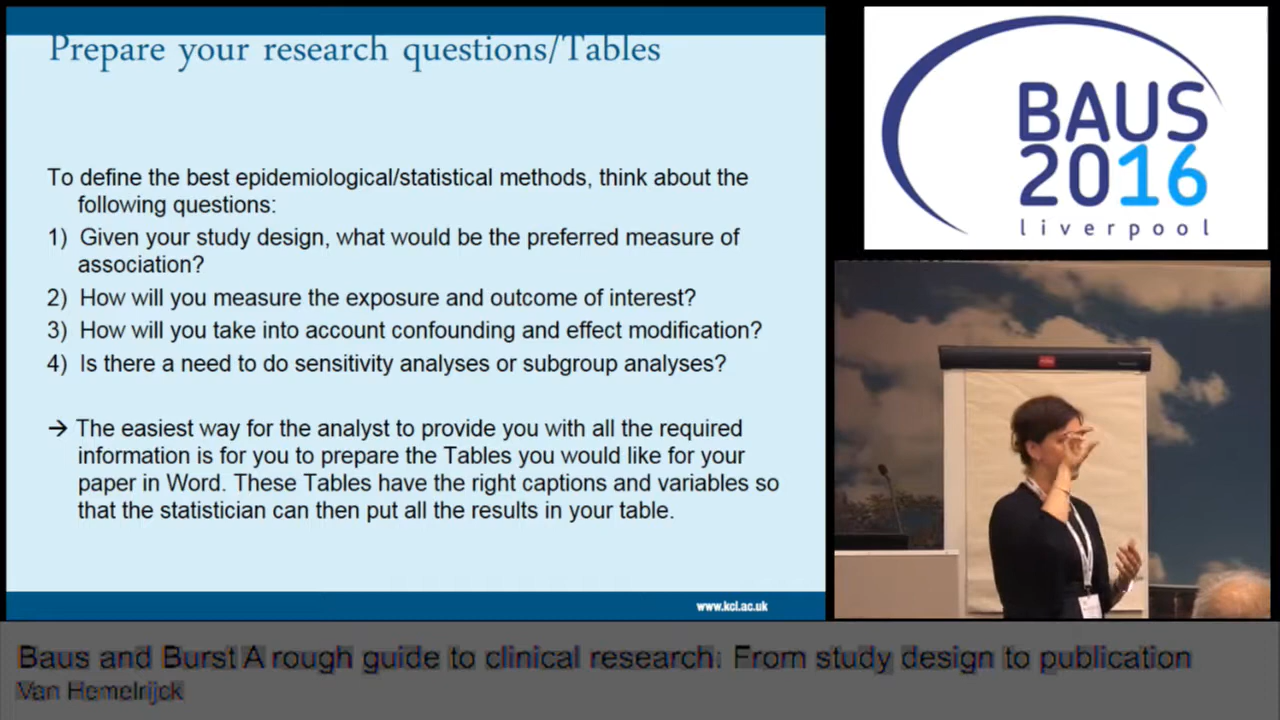 Prepare your research questions/Tables
To define the best epidemiological/statistical methods, think about the
following questions:
1) Given your study design, what would be the preferred measure of
association?
2) How will you measure the exposure and outcome of interest?
3) How will you take into account confounding and effect modification?
4) Is there a need to do sensitivity analyses or subgroup analyses?
→ The easiest way for the analyst to provide you with all the required
information is for you to prepare the Tables you would like for your
paper in Word. These Tables have the right captions and variables so
that the statistician can then put all the results in your table.
www.kcl.ac.uk
BAUS
2016
liverpool
Baus and Burst A rough guide to clinical research: From study design to publication
Van Hemelrijck